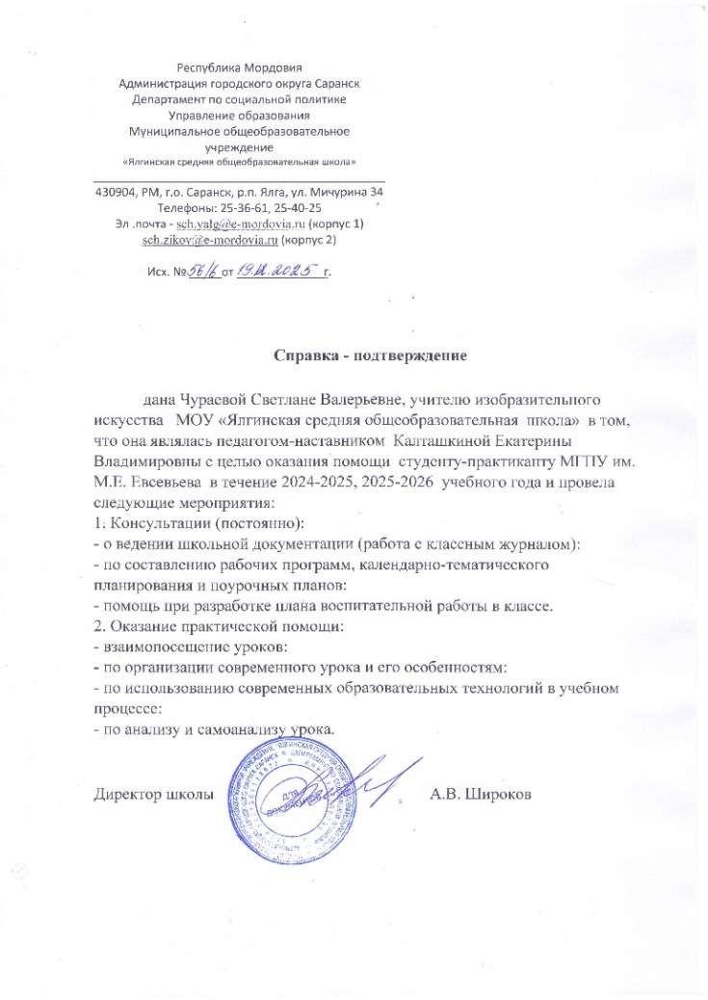 Республика Мордовия
Администрация городского округа Саранск
Департамент по социальной политике
Управление образования
Муниципальное общеобразовательное
учреждение
«Ялгинская средняя общеобразовательная школа»
430904, РМ, г.о. Саранск, р.п. Ялга, ул. Мичурина 34
Телефоны: 25-36-61, 25-40-25
Эл .почта - sch.yalg@e-mordovia.ru (корпус 1)
sch.zikov@e-mordovia.ru (корпус 2)
Исх. № 56/6 от 19.12.2025 г.
Справка - подтверждение
дана Чураевой Светлане Валерьевне, учителю изобразительного
искусства МОУ «Ялгинская средняя общеобразовательная школа» в том,
что она являлась педагогом-наставником Калташкиной Екатерины
Владимировны с целью оказания помощи студенту-практиканту МГПУ им.
М.Е. Евсевьева в течение 2024-2025, 2025-2026 учебного года и провела
следующие мероприятия:
1. Консультации (постоянно):
- о ведении школьной документации (работа с классным журналом):
- по составлению рабочих программ, календарно-тематического
планирования и поурочных планов:
- помощь при разработке плана воспитательной работы в классе.
2. Оказание практической помощи:
- взаимопосещение уроков:
- по организации современного урока и его особенностям:
- по использованию современных образовательных технологий в учебном
процессе:
- по анализу и самоанализу урока.
Директор школы А.В. Широков
для
документов